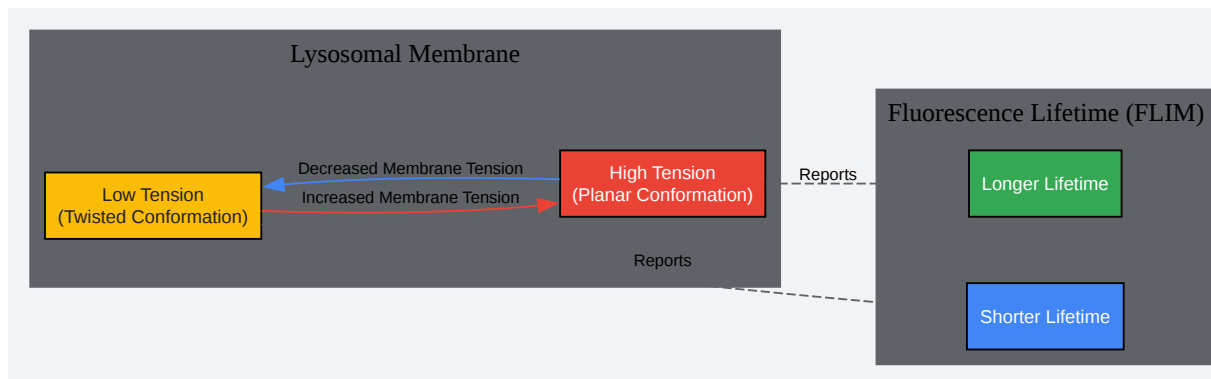 Lysosomal Membrane
Fluorescence Lifetime (FLIM)
Decreased Membrane Tension
Increased Membrane Tension
Low Tension
(Twisted Conformation)
High Tension
(Planar Conformation)
Reports
Reports
Longer Lifetime
Shorter Lifetime